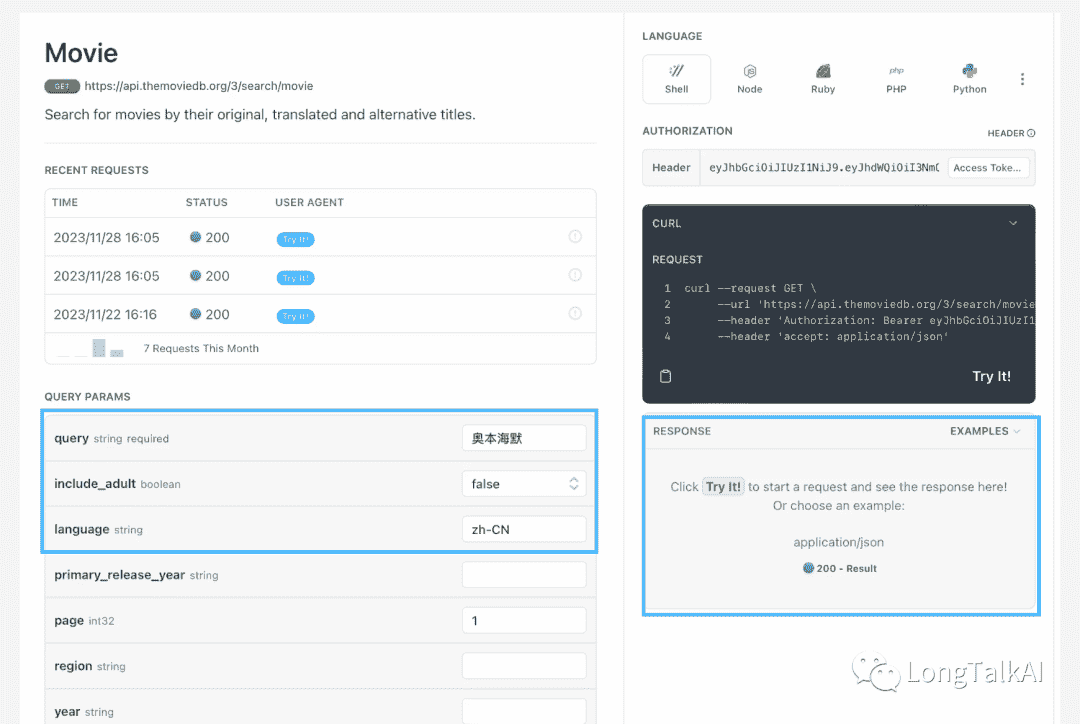 Movie
GET https://api.themoviedb.org/3/search/movie
Search for movies by their original, translated and alternative titles.
RECENT REQUESTS
TIME STATUS USER AGENT
2023/11/28 16:05 200 Try It!
2023/11/28 16:05 200 Try It!
2023/11/22 16:16 200 Try It!
7 Requests This Month
QUERY PARAMS
query string required 奥本海默
include_adult boolean false
language string zh-CN
primary_release_year string
page int32 1
region string
year string
LANGUAGE
Shell Node Ruby PHP Python
AUTHORIZATION HEADER
Header eyJhbGciOiJIUzI1NiJ9.eyJhdWQiOiI3Nm Access Toke...
CURL
REQUEST
1 curl --request GET \
2 --url 'https://api.themoviedb.org/3/search/movie
3 --header 'Authorization: Bearer eyJhbGciOiJIUzI1
4 --header 'accept: application/json'
Try It!
RESPONSE EXAMPLES
Click Try It! to start a request and see the response here!
Or choose an example:
application/json
200 - Result
LongTalkAI